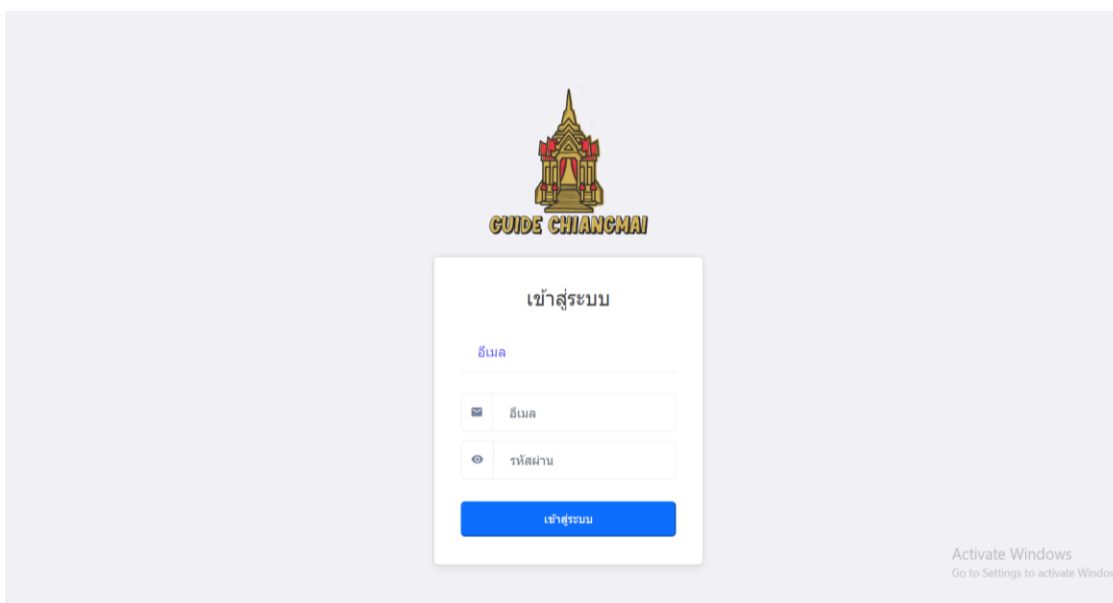 GUIDE CHIANGMAI
เข้าสู่ระบบ
อีเมล
อีเมล
รหัสผ่าน
เข้าสู่ระบบ
Activate Windows
Go to Settings to activate Window